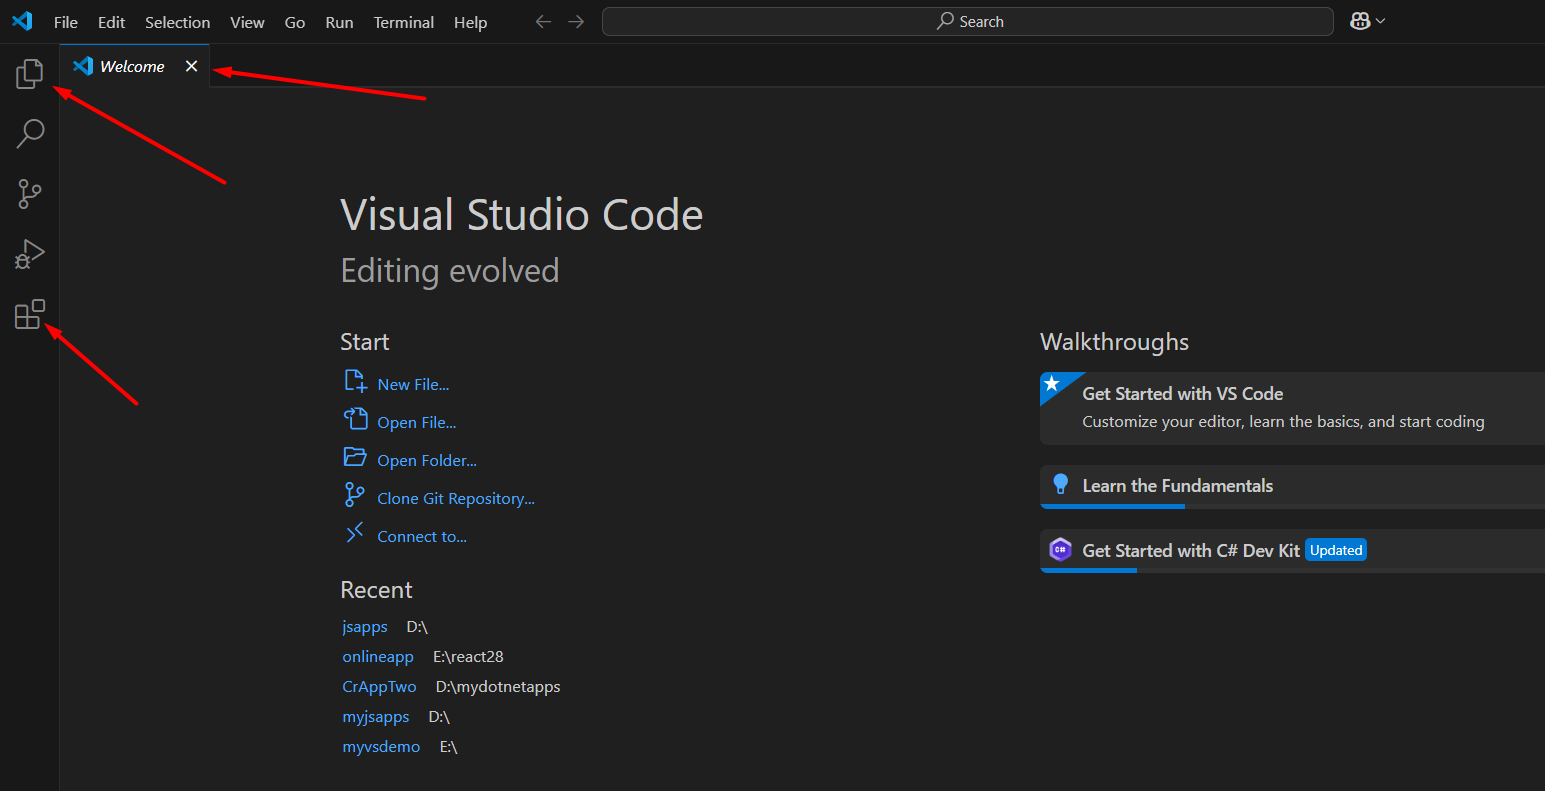 File Edit Selection View Go Run Terminal Help Search
Welcome
Visual Studio Code
Editing evolved
Start
New File...
Open File...
Open Folder...
Clone Git Repository...
Connect to...
Recent
jsapps D:\
onlineapp E:\react28
CrAppTwo D:\mydotnetapps
myjsapps D:\
myvsdemo E:\
Walkthroughs
Get Started with VS Code
Customize your editor, learn the basics, and start coding
Learn the Fundamentals
C# Get Started with C# Dev Kit Updated